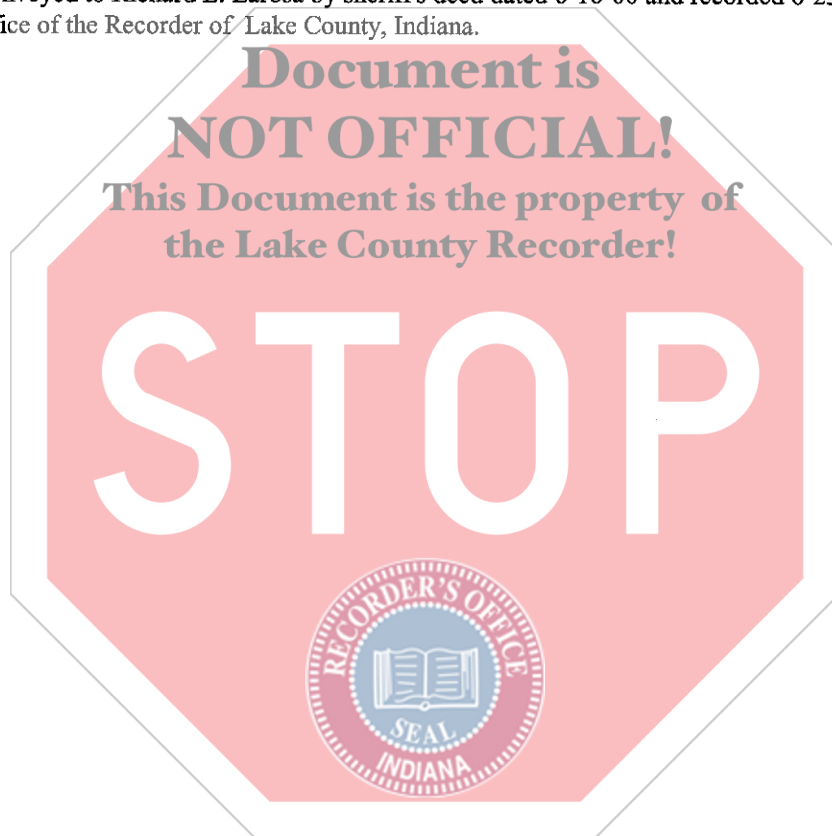 fice of the Recorder of Lake County, Indiana.
Document is
NOT OFFICIAL!
This Document is the property of
the Lake County Recorder!
STOP
RECORDER'S OFFICE
SEAL
INDIANA